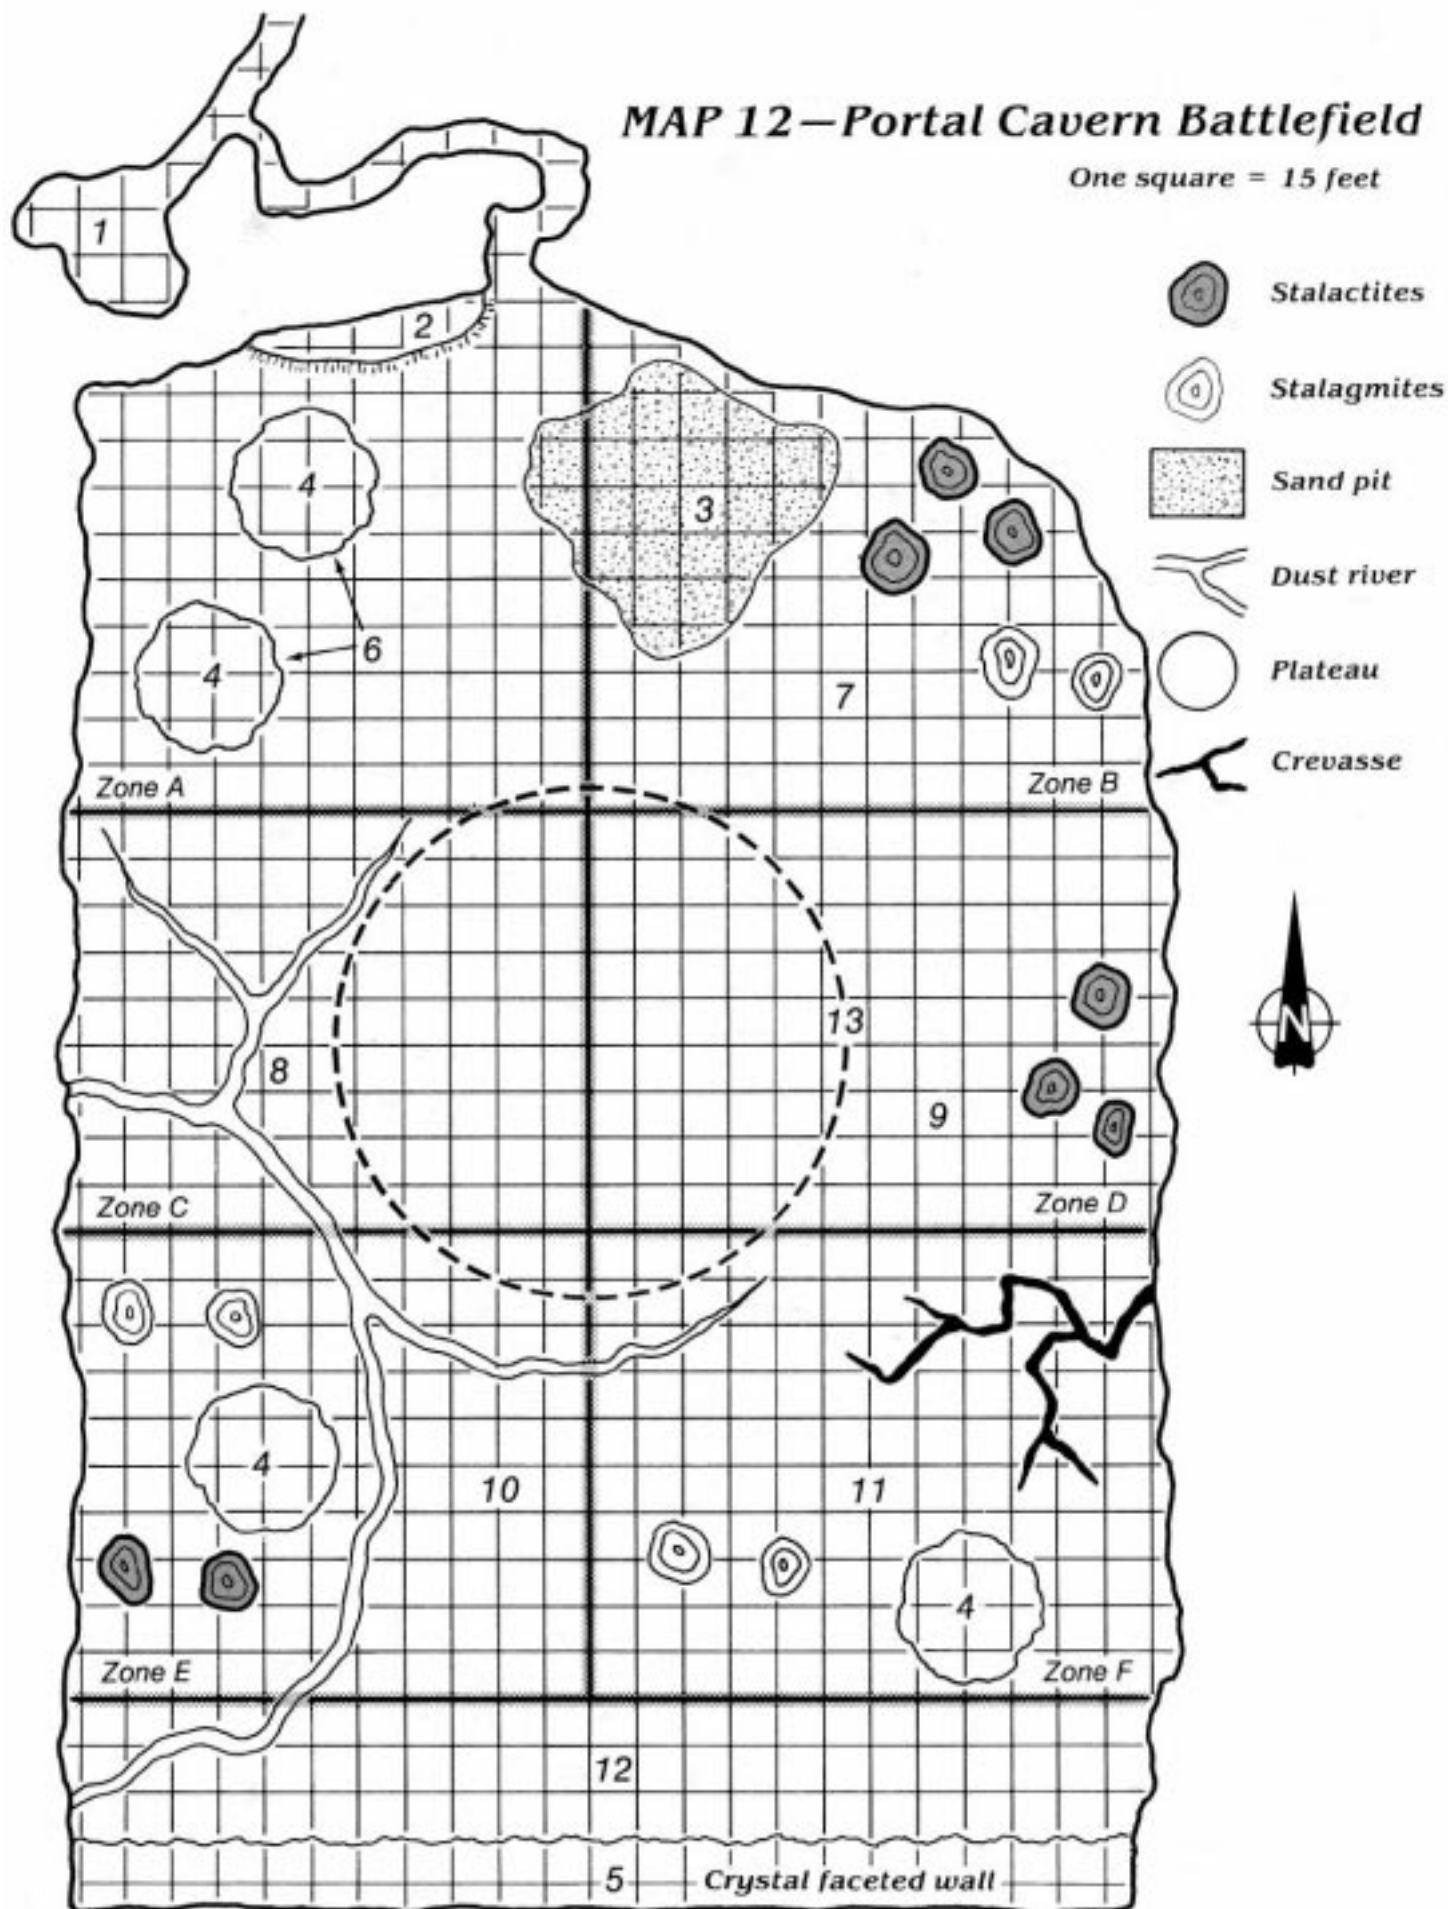 MAP 12—Portal Cavern Battlefield
One square = 15 feet
1
2
Stalactites
Stalagmites
4
3
Sand pit
Dust river
6
4
7
Plateau
Crevasse
Zone A
Zone B
13
N
8
9
Zone C
Zone D
4
10
11
4
Zone E
Zone F
12
5
Crystal faceted wall